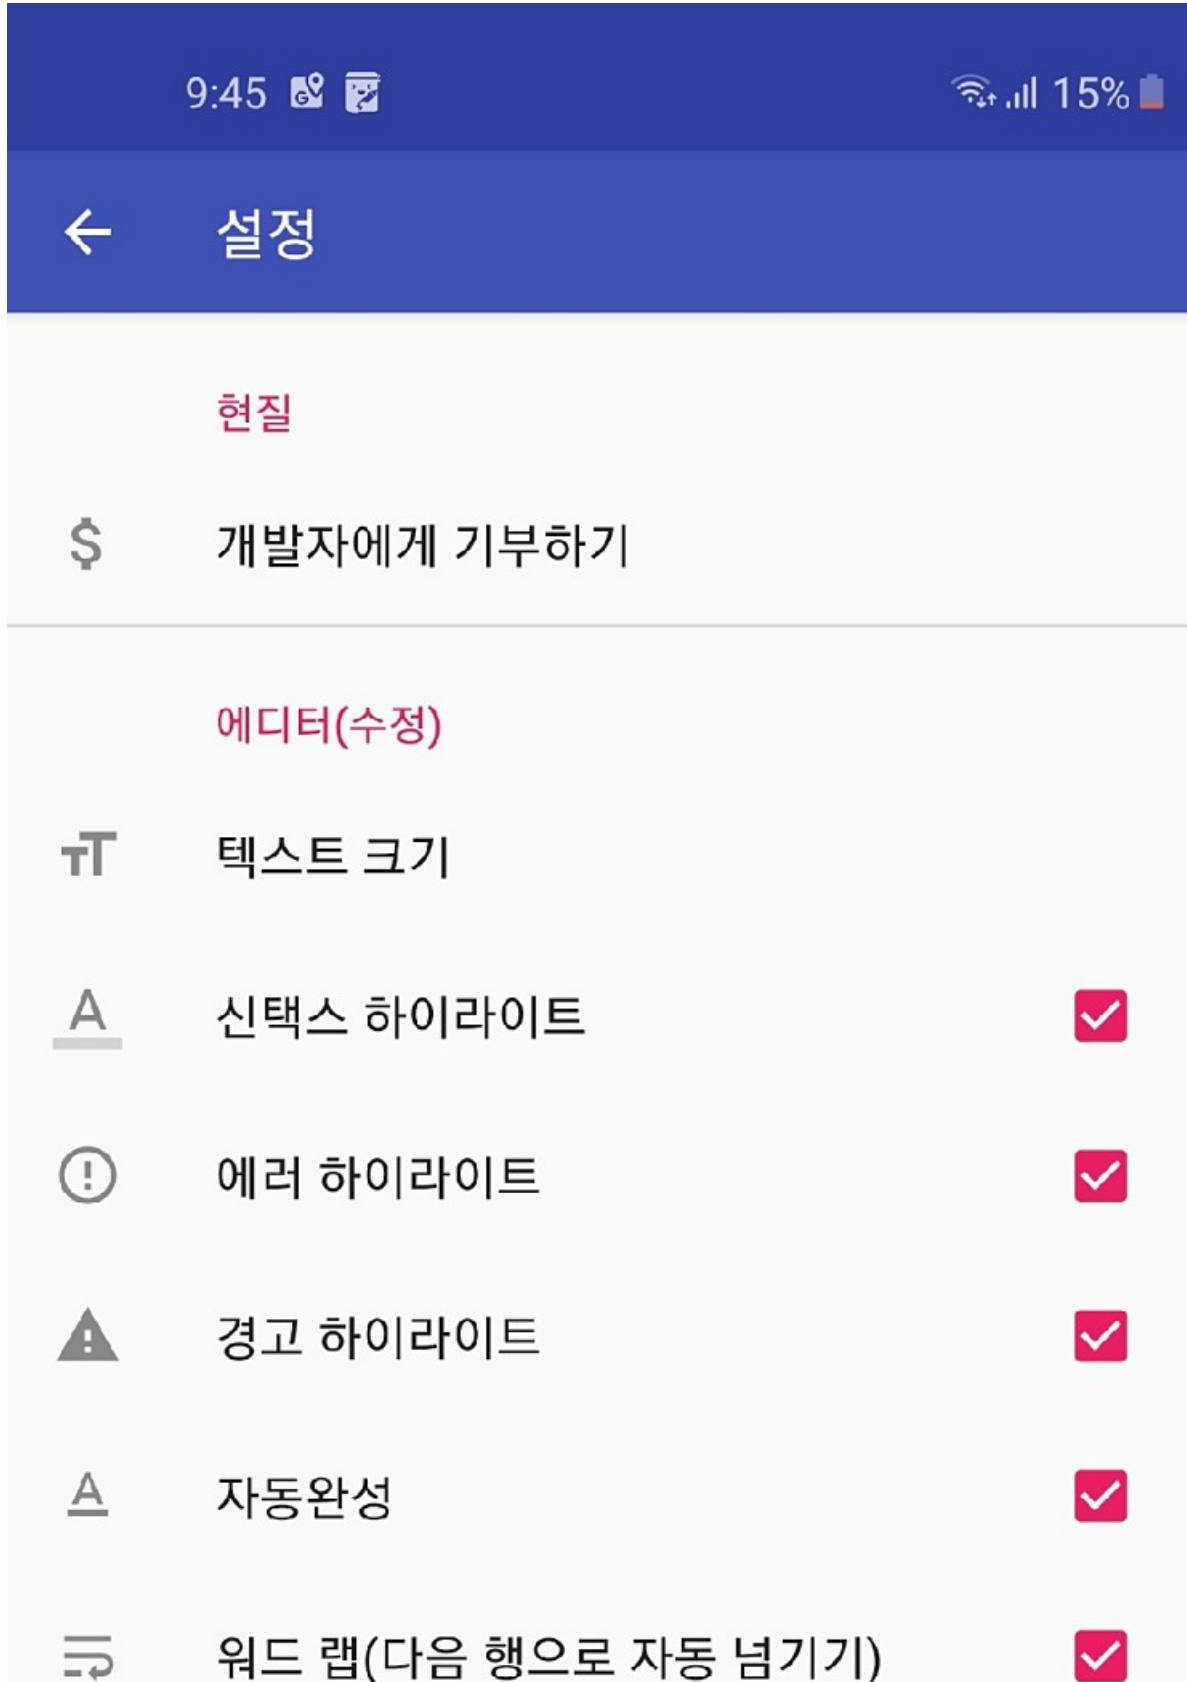 9:45
15%
설정
현질
$ 개발자에게 기부하기
에디터(수정)
텍스트 크기
신택스 하이라이트
에러 하이라이트
경고 하이라이트
자동완성
워드 랩(다음 행으로 자동 넘기기)